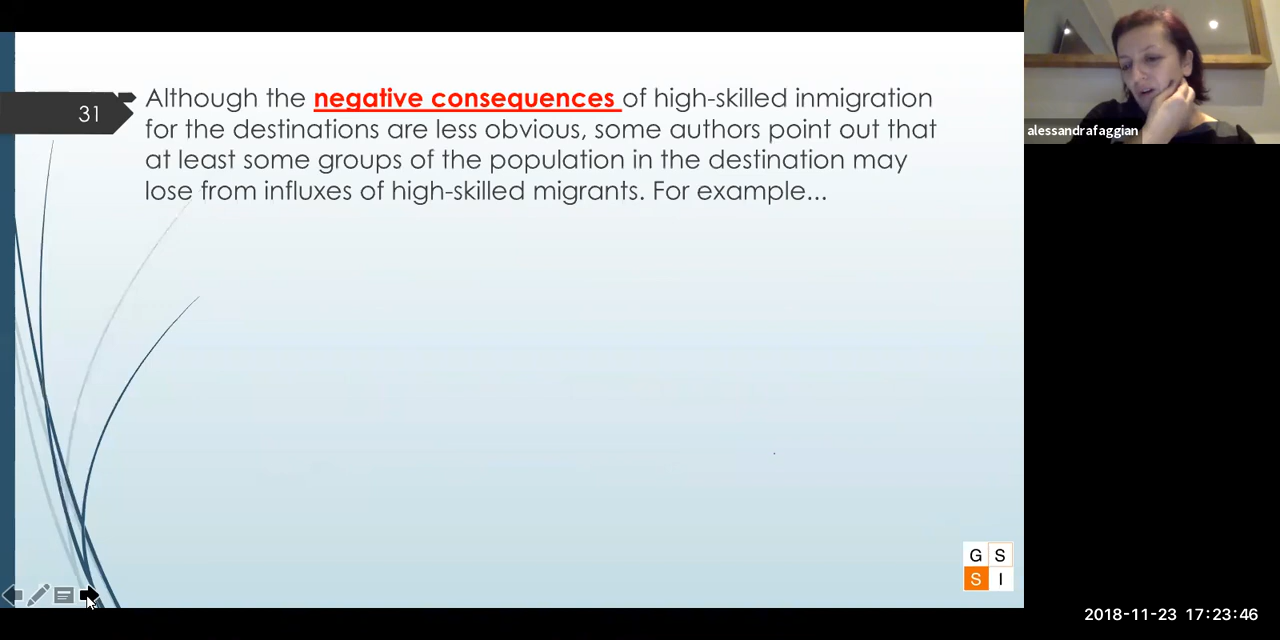 31
Although the negative consequences of high-skilled inmigration
for the destinations are less obvious, some authors point out that
at least some groups of the population in the destination may
lose from influxes of high-skilled migrants. For example...
alessandrafaggian
G S
S I
2018-11-23 17:23:46